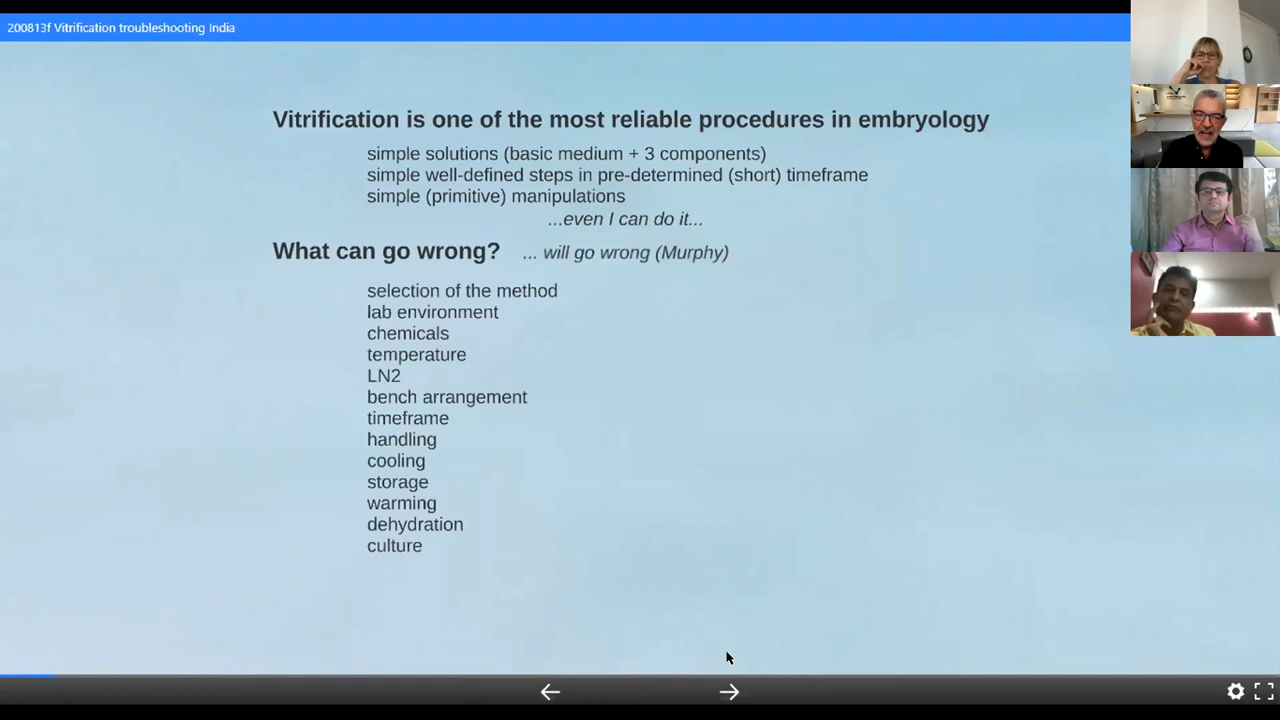 200813f Vitrification troubleshooting India
Vitrification is one of the most reliable procedures in embryology
simple solutions (basic medium + 3 components)
simple well-defined steps in pre-determined (short) timeframe
simple (primitive) manipulations
...even I can do it...
What can go wrong? ... will go wrong (Murphy)
selection of the method
lab environment
chemicals
temperature
LN2
bench arrangement
timeframe
handling
cooling
storage
warming
dehydration
culture